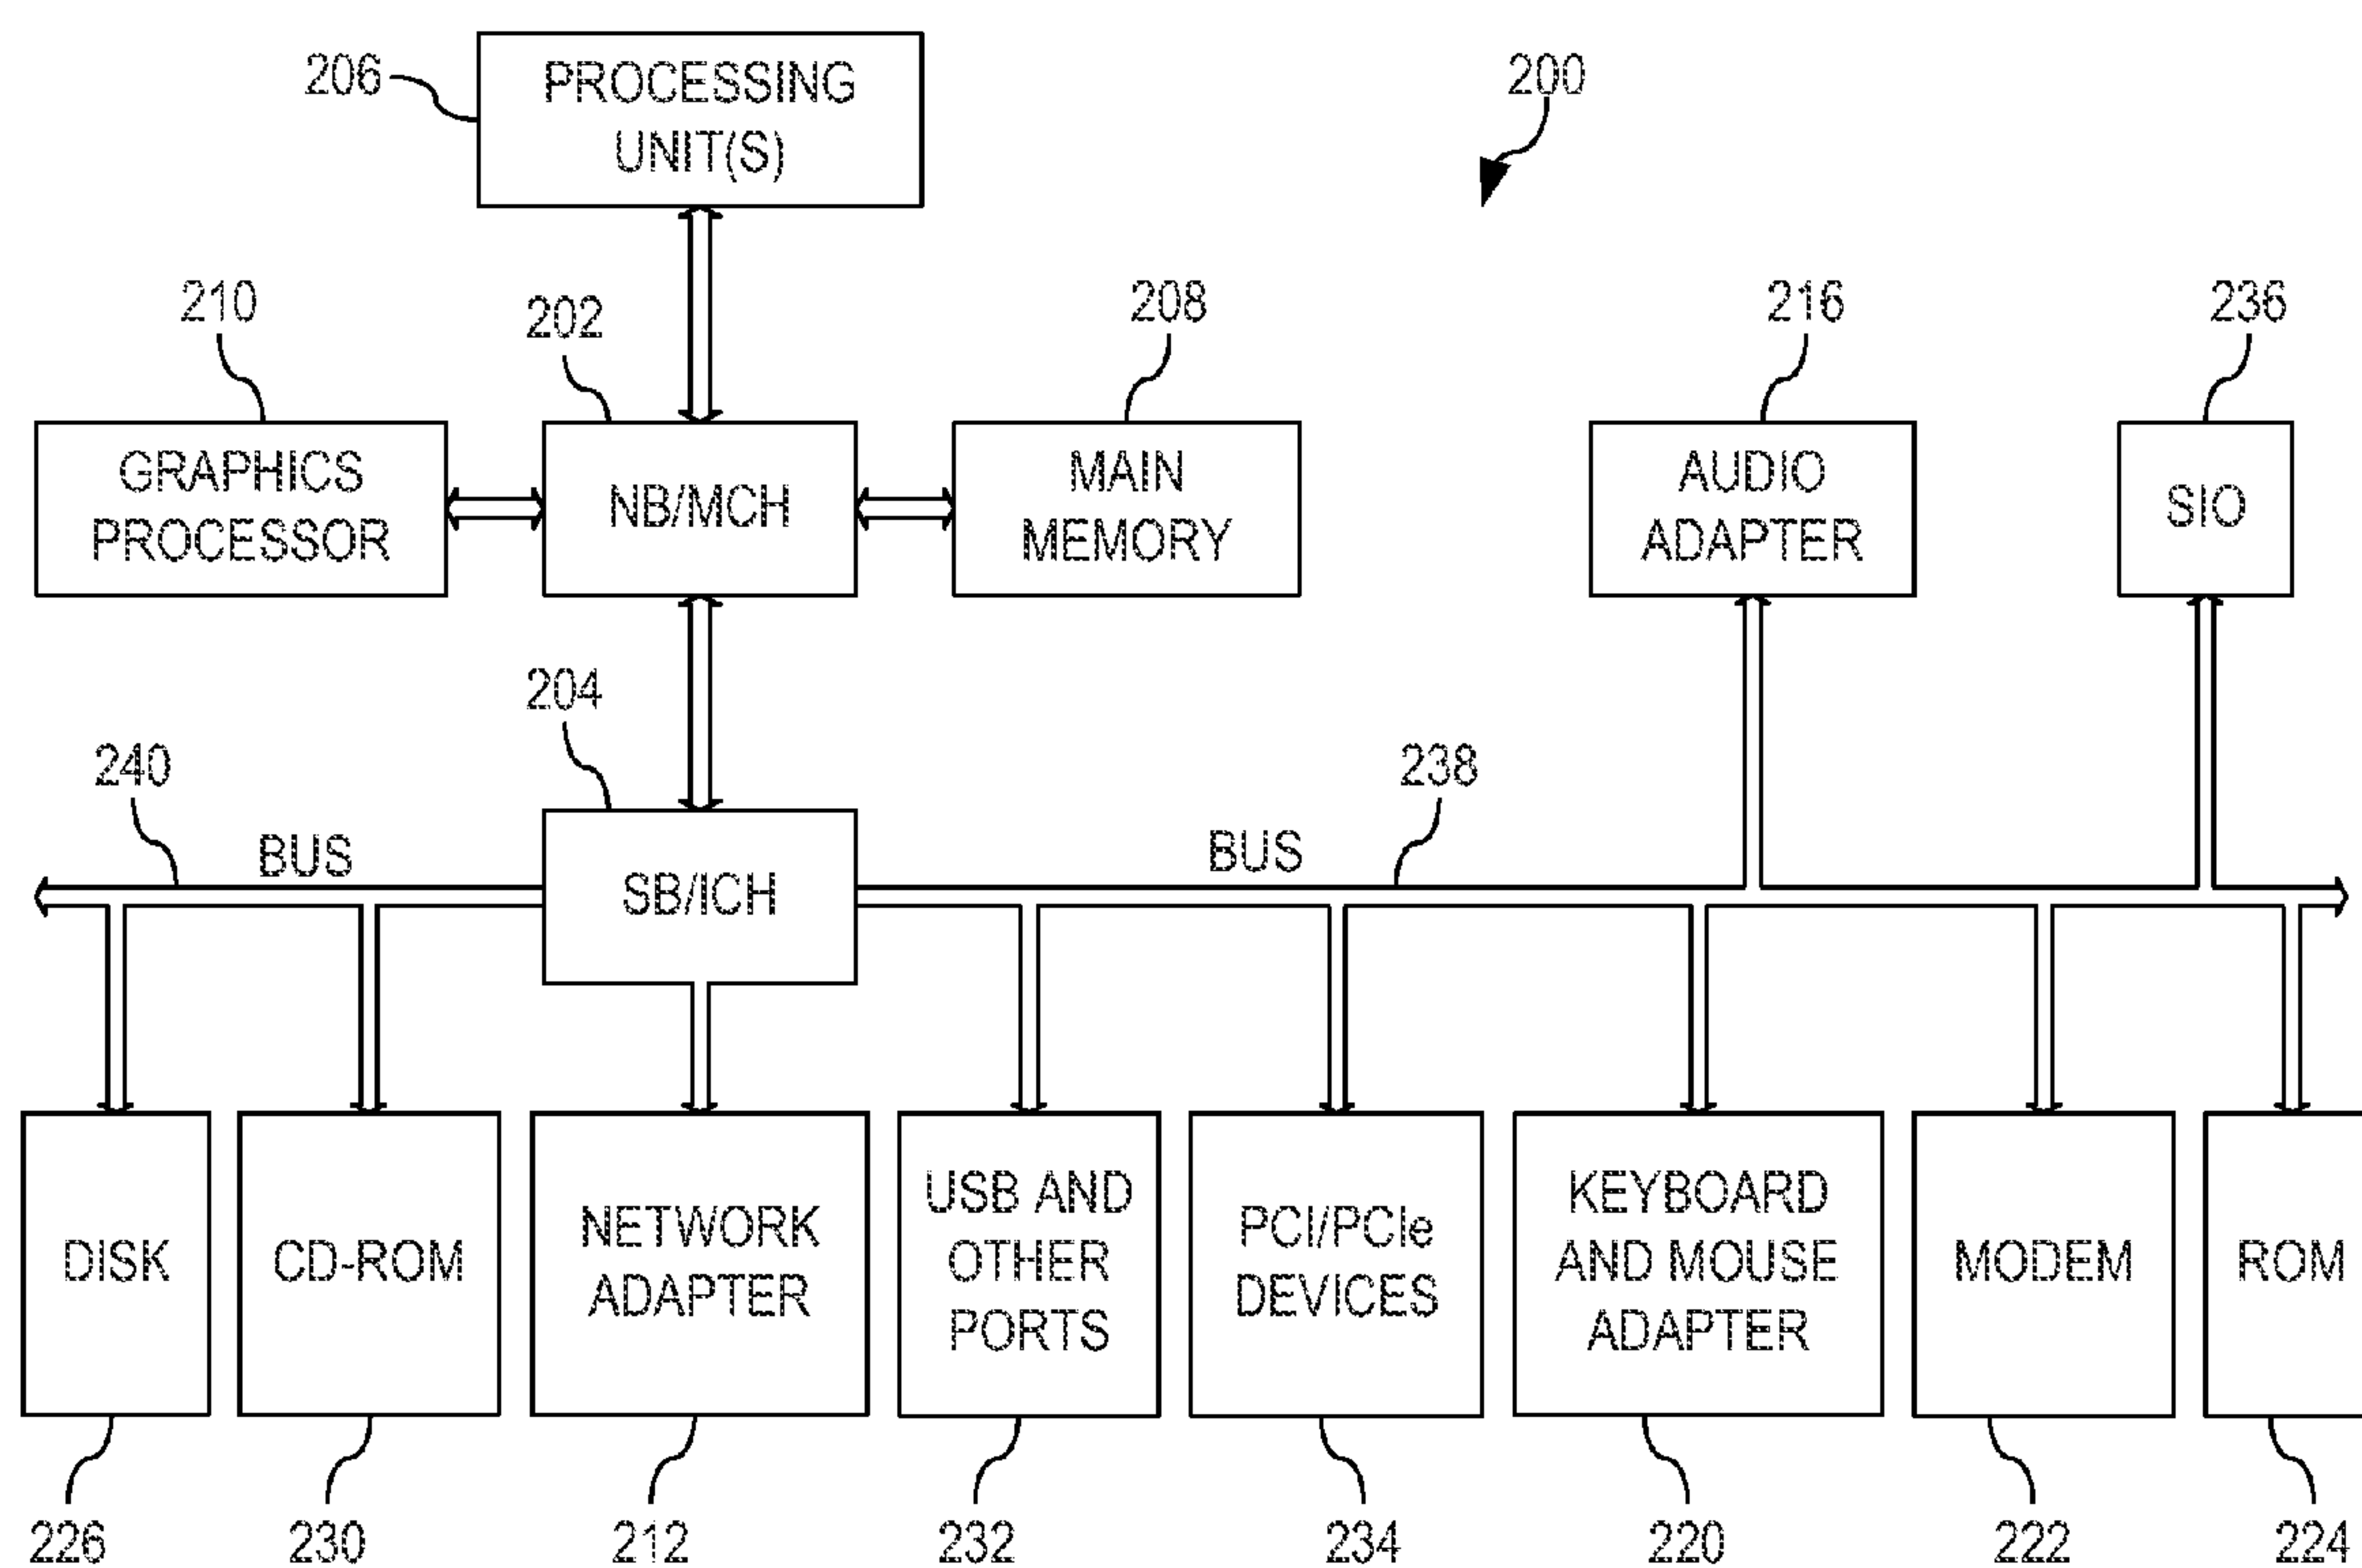 206
PROCESSING
UNIT(S)
200
210
202
208
216
236
GRAPHICS
PROCESSOR
NB/MCH
MAIN
MEMORY
AUDIO
ADAPTER
SIO
204
240
238
BUS
SB/ICH
BUS
DISK
CD-ROM
NETWORK
ADAPTER
USB AND
OTHER
PORTS
PCI/PCIe
DEVICES
KEYBOARD
AND MOUSE
ADAPTER
MODEM
ROM
226
230
212
232
234
220
222
224